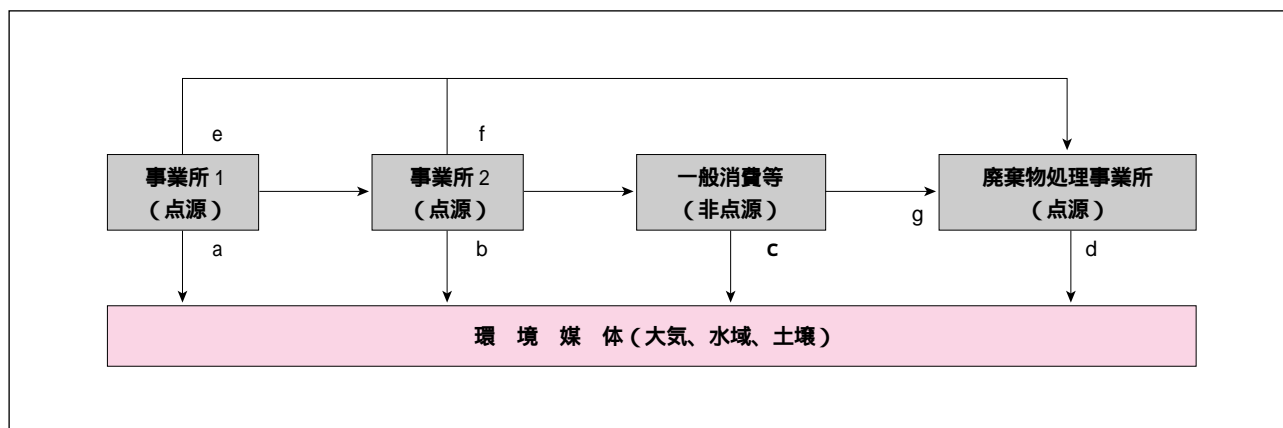 e
f
事業所 1
(点源)
事業所 2
(点源)
一般消費等
(非点源)
廃棄物処理事業所
(点源)
g
a
b
c
d
環 境 媒 体(大気、水域、土壌)